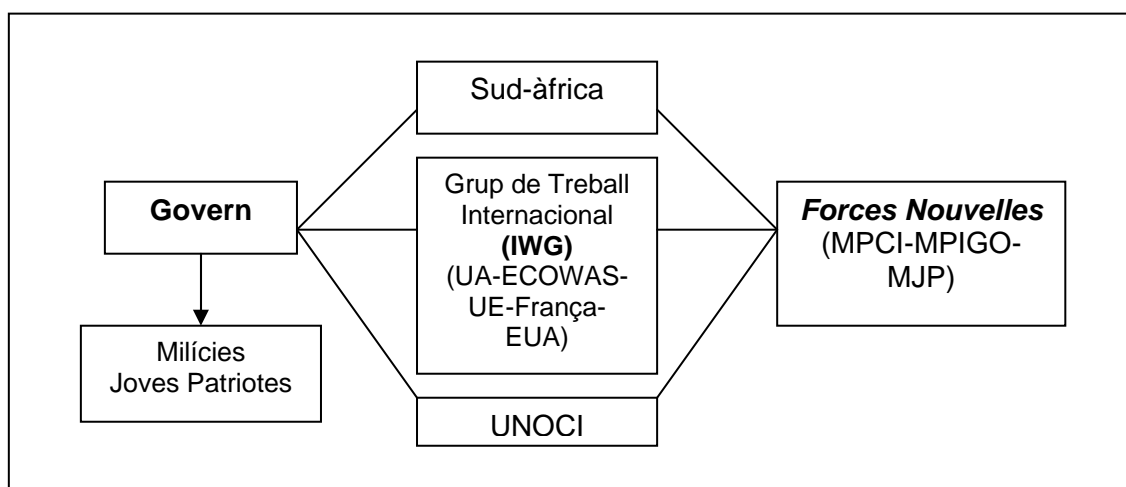 Sud-àfrica
Govern
Grup de Treball
Internacional
(IWG)
(UA-ECOWAS-
UE-França-
EUA)
Forces Nouvelles
(MPCI-MPIGO-
MJP)
Milícies
Joves Patriotes
UNOCI